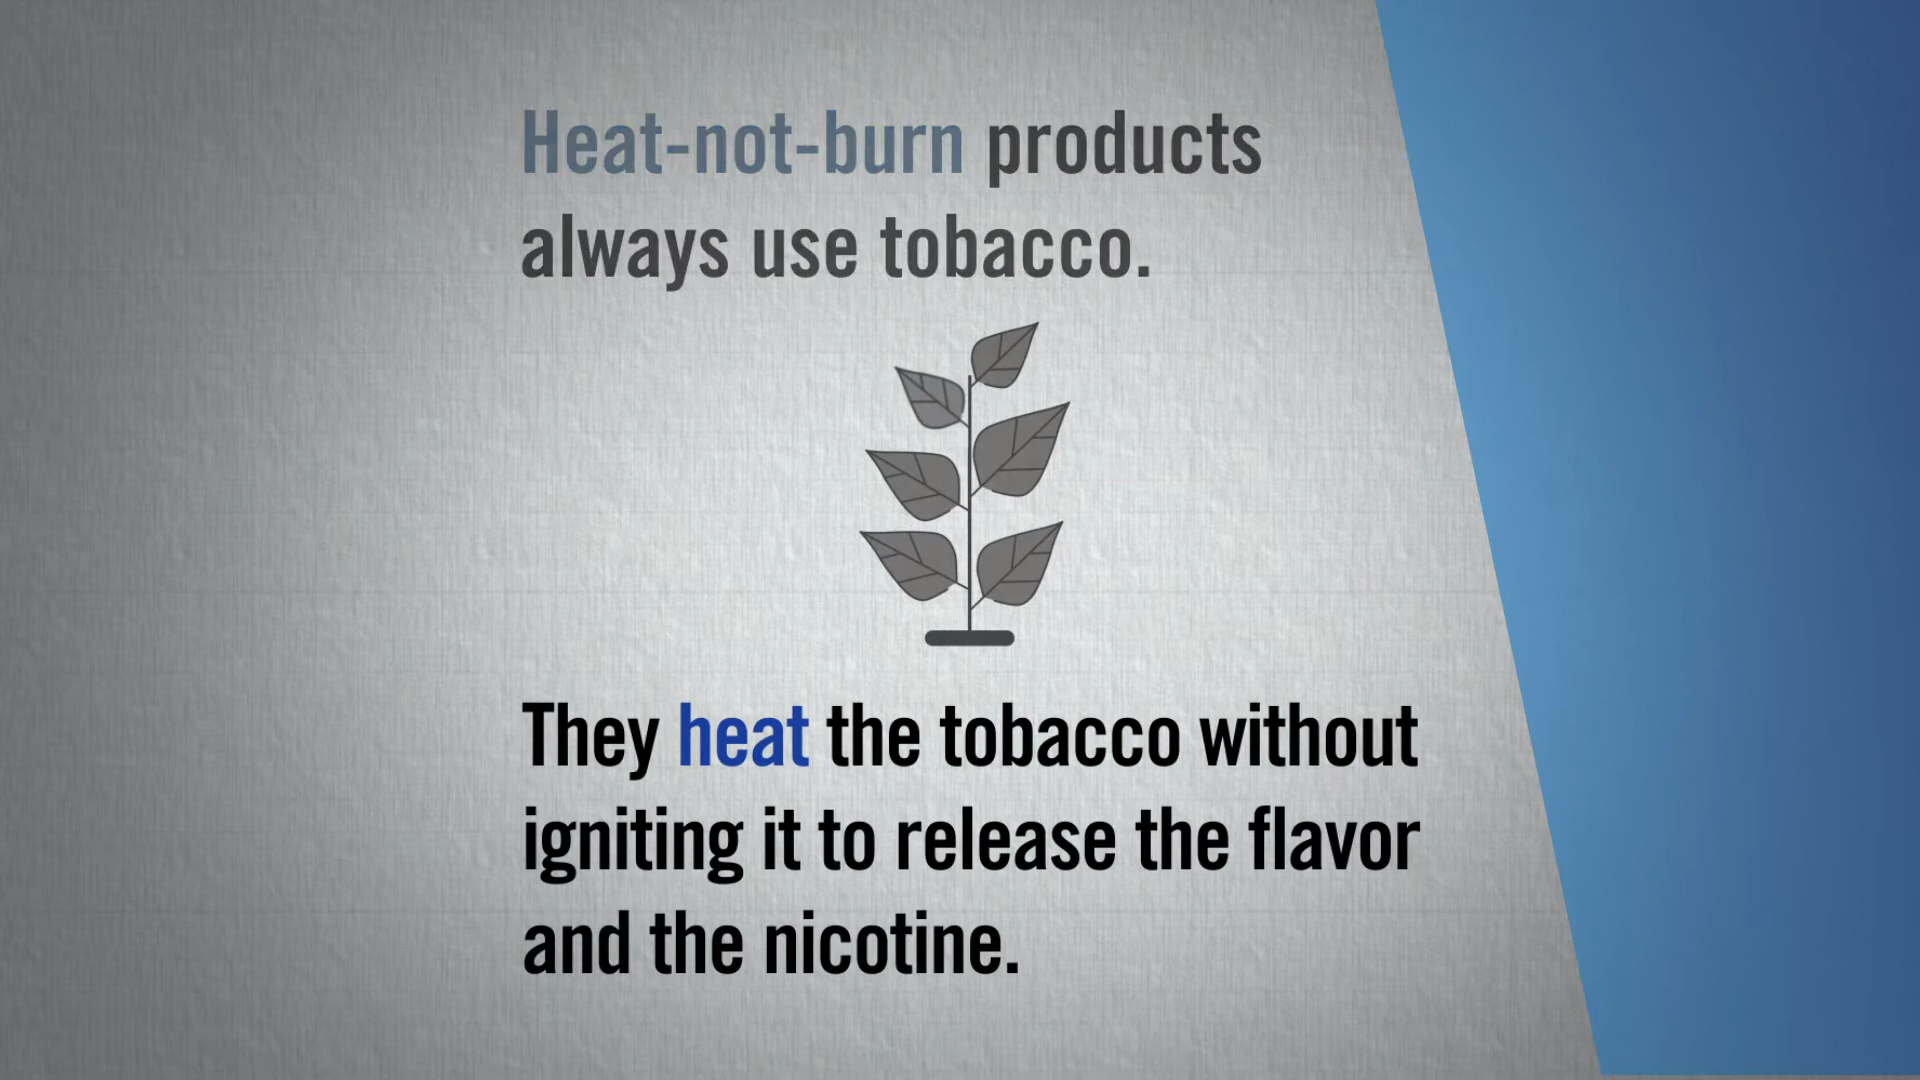 Heat-not-burn products
always use tobacco.
They heat the tobacco without
igniting it to release the flavor
and the nicotine.